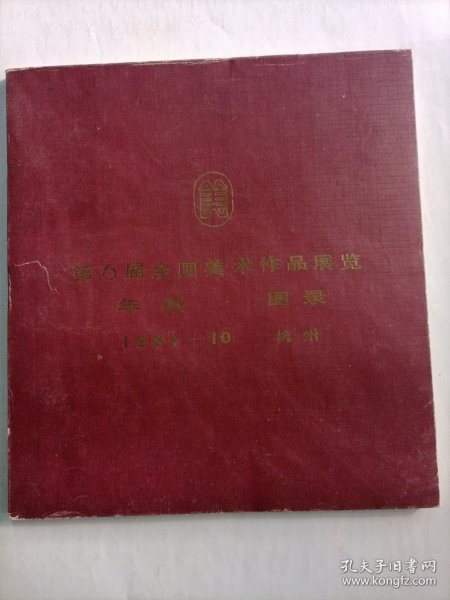 第6届全国美术作品展览
年画 图录
1984·10 杭州
孔夫子旧书网
www.kongfz.com